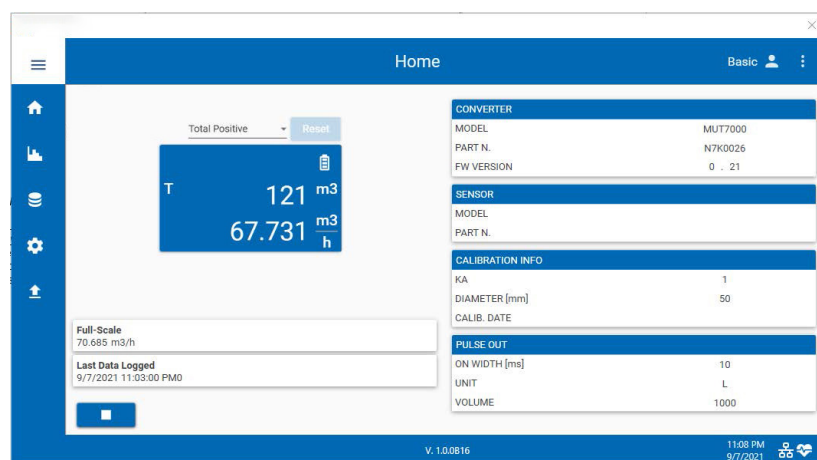 Home
Basic
Total Positive
Reset
T
121 m3
67.731 m3
h
Full-Scale
70.685 m3/h
Last Data Logged
9/7/2021 11:03:00 PM0
CONVERTER
MODEL MUT7000
PART N. N7K0026
FW VERSION 0 . 21
SENSOR
MODEL
PART N.
CALIBRATION INFO
KA 1
DIAMETER [mm] 50
CALIB. DATE
PULSE OUT
ON WIDTH [ms] 10
UNIT L
VOLUME 1000
V. 1.0.0B16
11:08 PM
9/7/2021